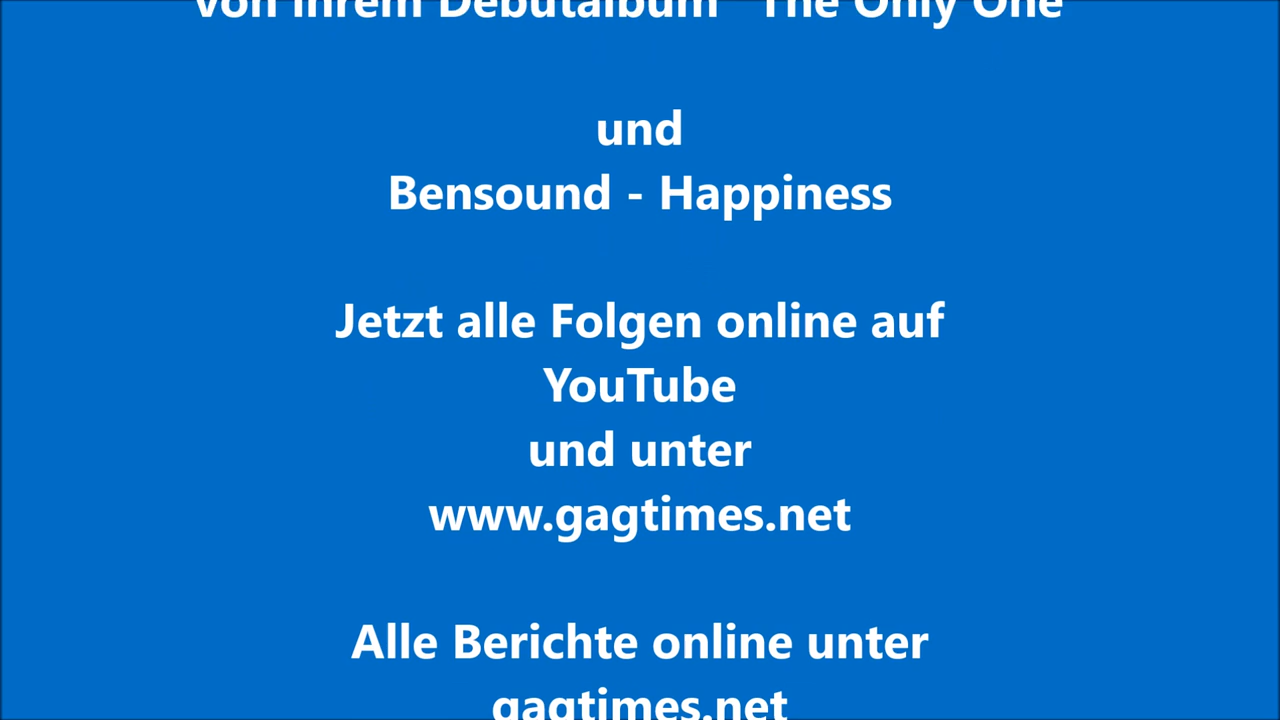 von ihrem Debütalbum "The Only One"
und
Bensound - Happiness
Jetzt alle Folgen online auf
YouTube
und unter
www.gagtimes.net
Alle Berichte online unter
gagtimes.net